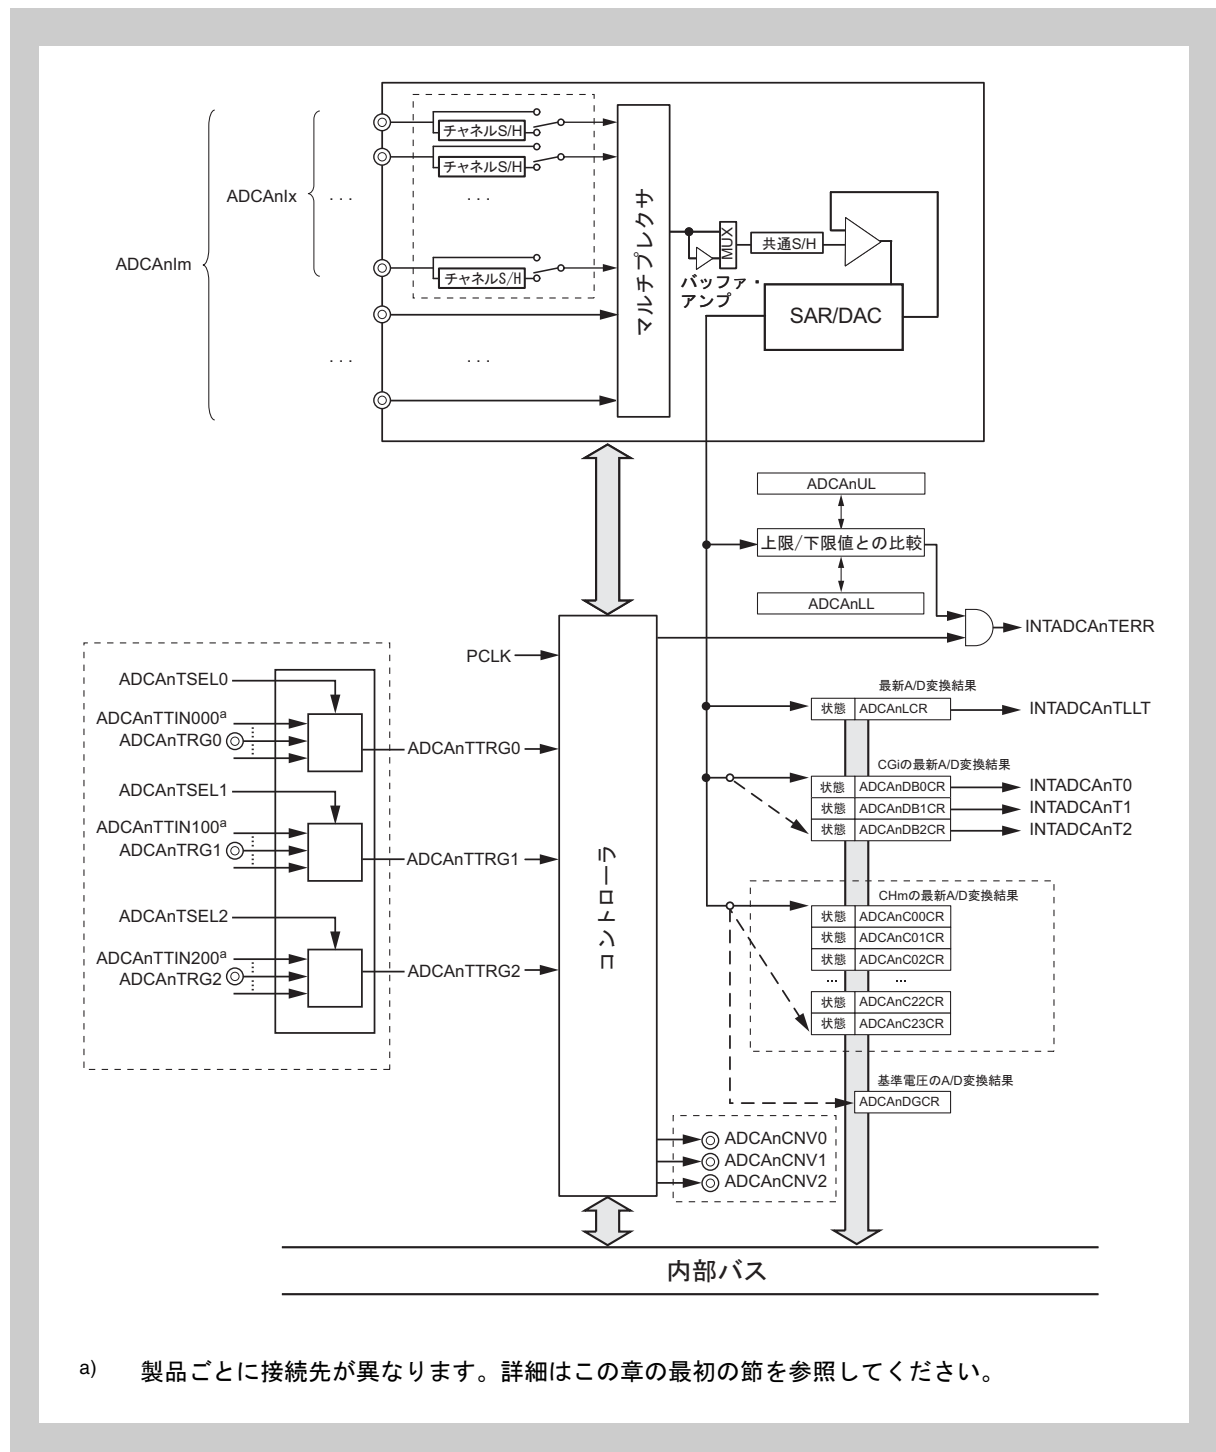 チャネルS/H
チャネルS/H
ADCAnIx
. . .
. . .
ADCAnIm
チャネルS/H
マルチプレクサ
MUX
共通S/H
バッファ・
アンプ
SAR/DAC
. . .
. . .
ADCAnUL
上限/下限値との比較
ADCAnLL
INTADCAnTERR
PCLK
ADCAnTSEL0
ADCAnTTIN000a
ADCAnTRG0
ADCAnTTRG0
ADCAnTSEL1
ADCAnTTIN100a
ADCAnTRG1
ADCAnTTRG1
ADCAnTSEL2
ADCAnTTIN200a
ADCAnTRG2
ADCAnTTRG2
コントローラ
最新A/D変換結果
状態 ADCAnLCR
INTADCAnTLLT
CGiの最新A/D変換結果
状態 ADCAnDB0CR
INTADCAnT0
状態 ADCAnDB1CR
INTADCAnT1
状態 ADCAnDB2CR
INTADCAnT2
CHmの最新A/D変換結果
状態 ADCAnC00CR
状態 ADCAnC01CR
状態 ADCAnC02CR
... ...
状態 ADCAnC22CR
状態 ADCAnC23CR
基準電圧のA/D変換結果
ADCAnDGCR
ADCAnCNV0
ADCAnCNV1
ADCAnCNV2
内部バス
a) 製品ごとに接続先が異なります。詳細はこの章の最初の節を参照してください。